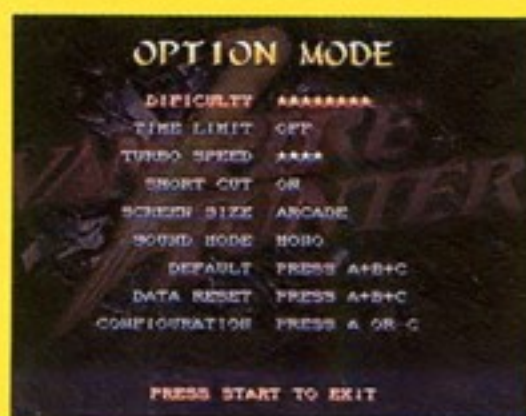 OPTION MODE
DIFICULTY ********
TIME LIMIT OFF
TURBO SPEED ****
SHORT CUT ON
SCREEN SIZE ARCADE
SOUND MODE MONO
DEFAULT PRESS A+B+C
DATA RESET PRESS A+B+C
CONFIGURATION PRESS A OR C
PRESS START TO EXIT